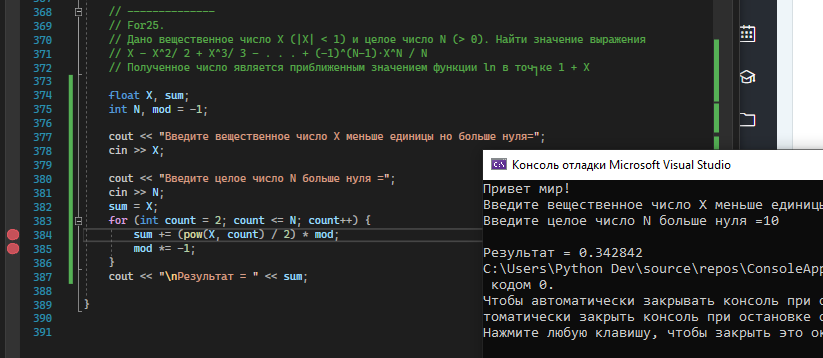 368 // --------------
369 // For25.
370 // Дано вещественное число X (|X| < 1) и целое число N (> 0). Найти значение выражения
371 // X − X^2/ 2 + X^3/ 3 − . . . + (−1)^(N−1)·X^N / N
372 // Полученное число является приближенным значением функции ln в точке 1 + X
373
374 float X, sum;
375 int N, mod = -1;
376
377 cout << "Введите вещественное число X меньше единицы но больше нуля=";
378 cin >> X;
379
380 cout << "Введите целое число N больше нуля =";
381 cin >> N;
382 sum = X;
383 for (int count = 2; count <= N; count++) {
384 sum += (pow(X, count) / 2) * mod;
385 mod *= -1;
386 }
387 cout << "\nРезультат = " << sum;
388
389 }
390
391
Консоль отладки Microsoft Visual Studio
Привет мир!
Введите вещественное число X меньше единицы
Введите целое число N больше нуля =10
Результат = 0.342842
C:\Users\Python Dev\source\repos\ConsoleApp
кодом 0.
Чтобы автоматически закрывать консоль при о
томатически закрыть консоль при остановке о
Нажмите любую клавишу, чтобы закрыть это ок